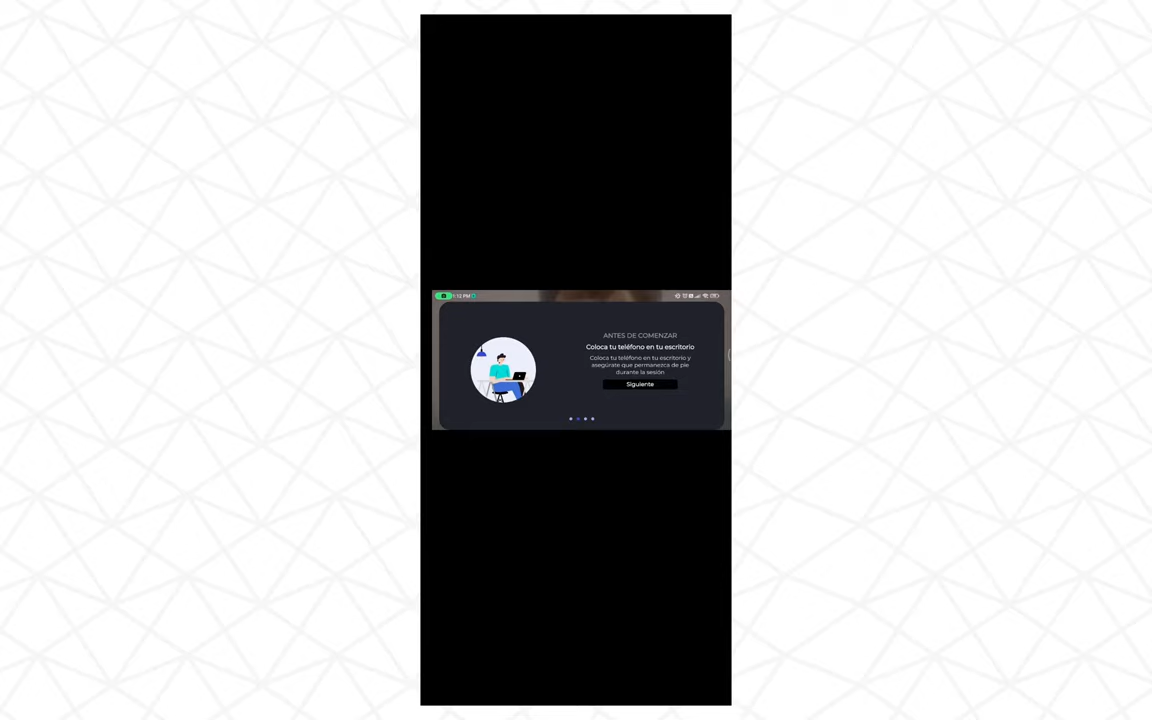 1:12 PM
ANTES DE COMENZAR
Coloca tu teléfono en tu escritorio
Coloca tu teléfono en tu escritorio y
asegúrate que permanezca de pie
durante la sesión
Siguiente